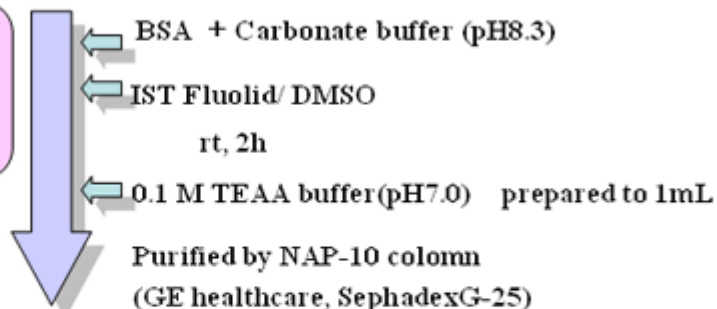 BSA + Carbonate buffer (pH8.3)
IST Fluolid/ DMSO
rt, 2h
0.1 M TEAA buffer(pH7.0) prepared to 1mL
Purified by NAP-10 colomn
(GE healthcare, SephadexG-25)